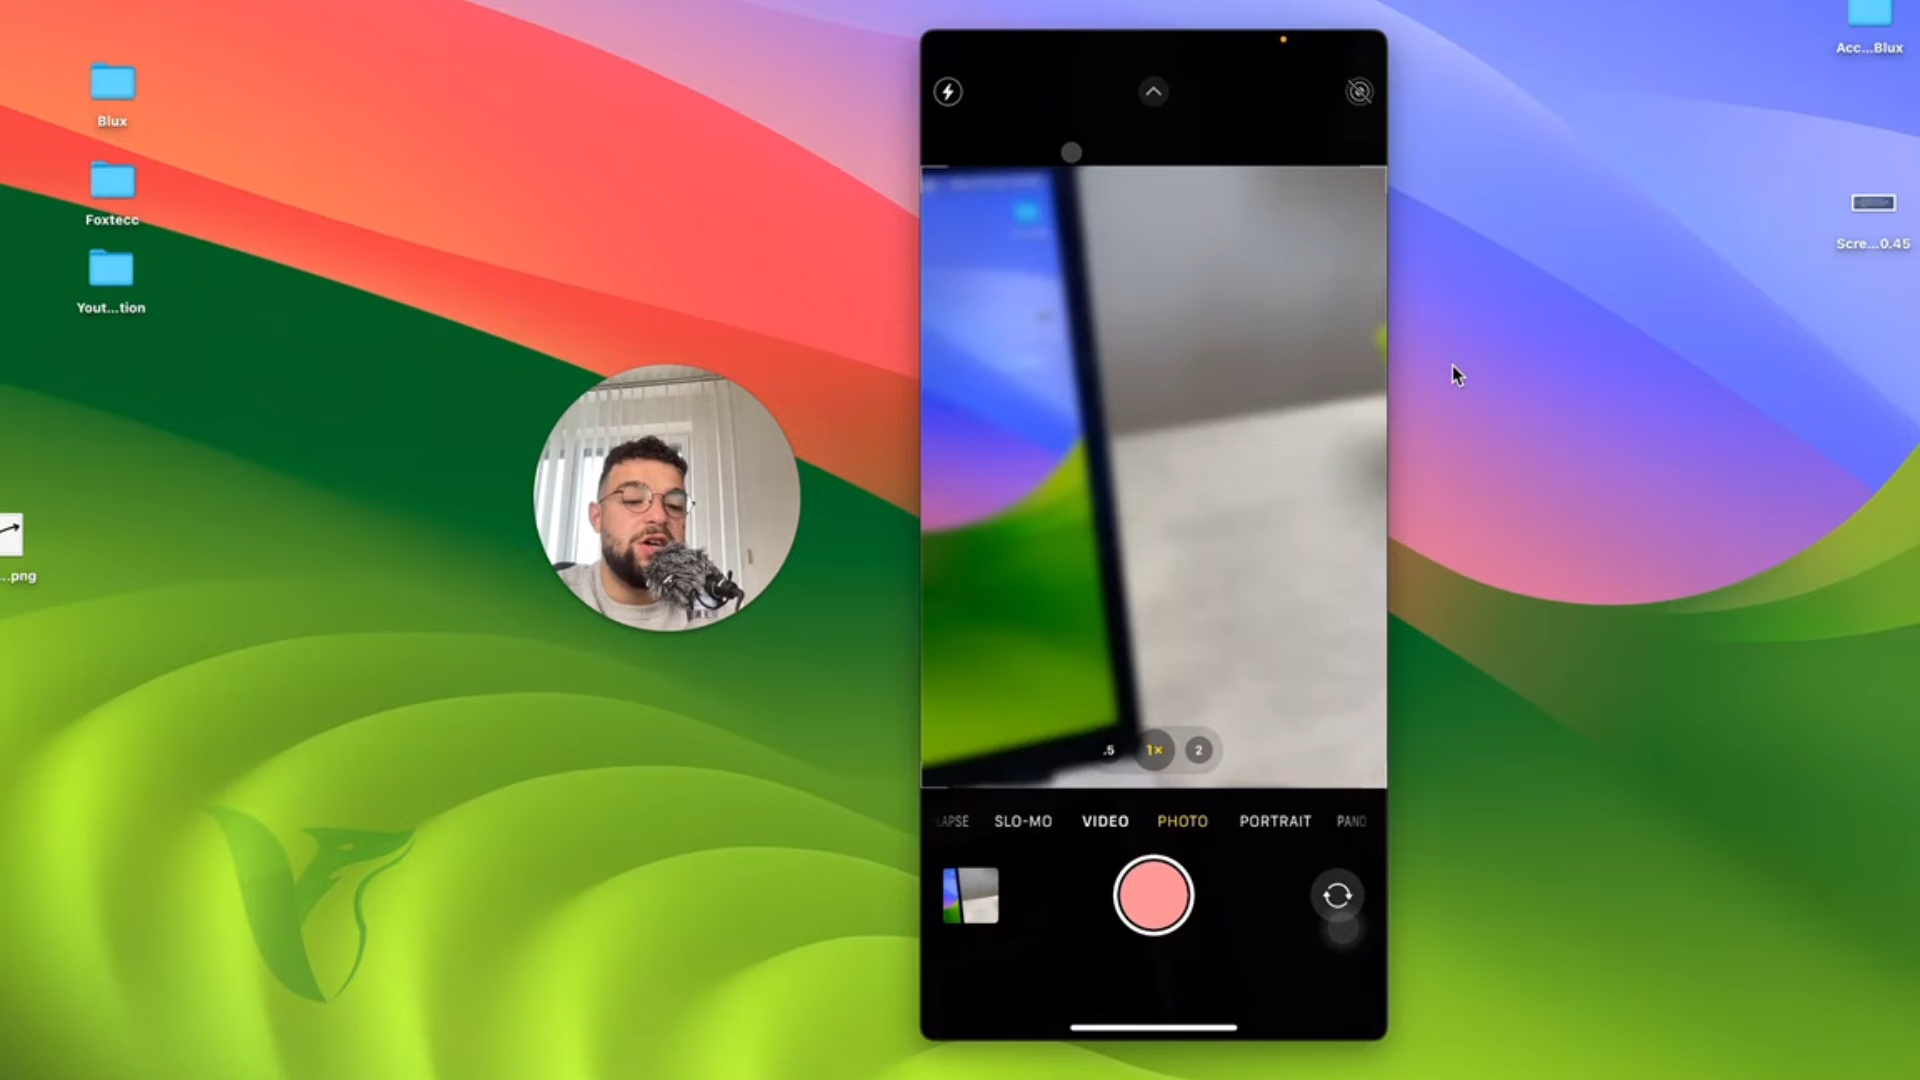 Acc...Blux
Blux
Foxtecc
Scre...0.45
Yout...tion
...png
.5
1×
2
LAPSE
SLO-MO
VIDEO
PHOTO
PORTRAIT
PANO